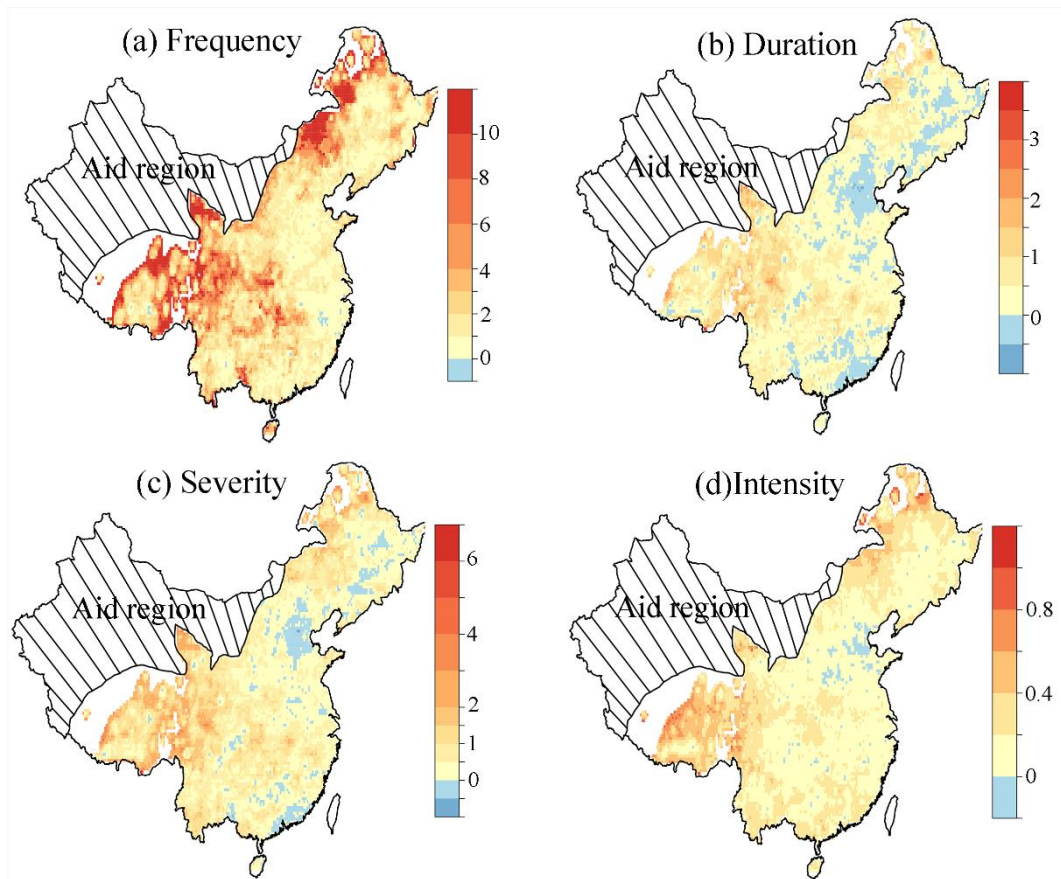 (a) Frequency
Aid region
10
8
6
4
2
0
(b) Duration
Aid region
3
2
1
0
(c) Severity
Aid region
6
4
2
1
0
(d)Intensity
Aid region
0.8
0.4
0